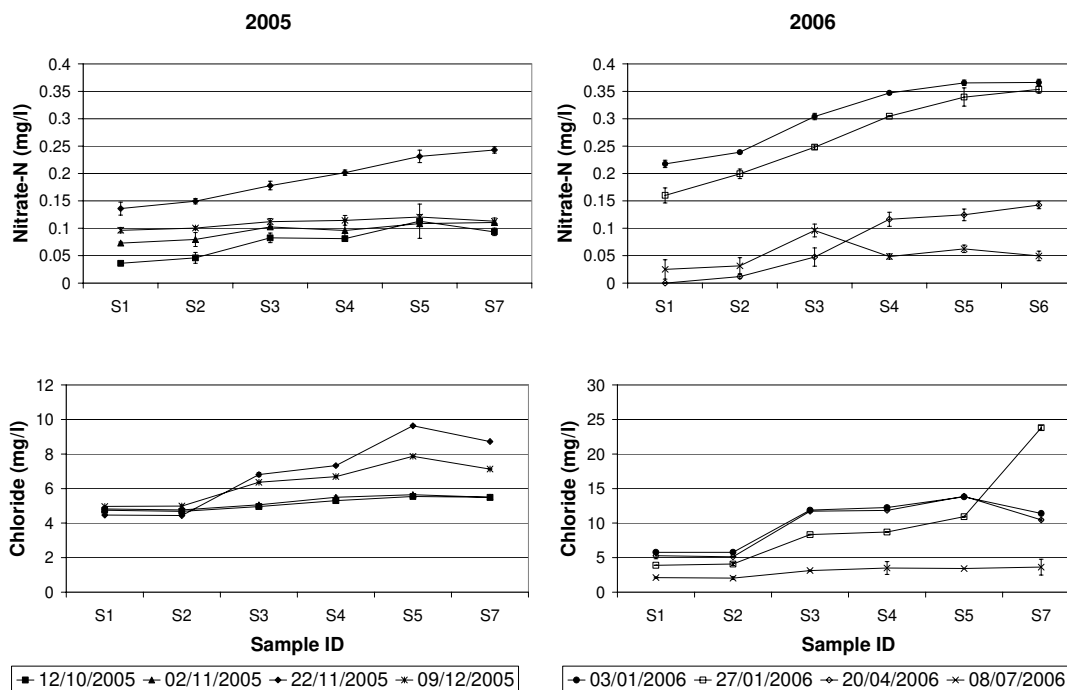 2005
2006
Nitrate-N (mg/l)
0.4
0.35
0.3
0.25
0.2
0.15
0.1
0.05
0
S1 S2 S3 S4 S5 S7
Nitrate-N (mg/l)
0.4
0.35
0.3
0.25
0.2
0.15
0.1
0.05
0
S1 S2 S3 S4 S5 S6
Chloride (mg/l)
12
10
8
6
4
2
0
S1 S2 S3 S4 S5 S7
Sample ID
Chloride (mg/l)
30
25
20
15
10
5
0
S1 S2 S3 S4 S5 S7
Sample ID
12/10/2005 02/11/2005 22/11/2005 09/12/2005
03/01/2006 27/01/2006 20/04/2006 08/07/2006